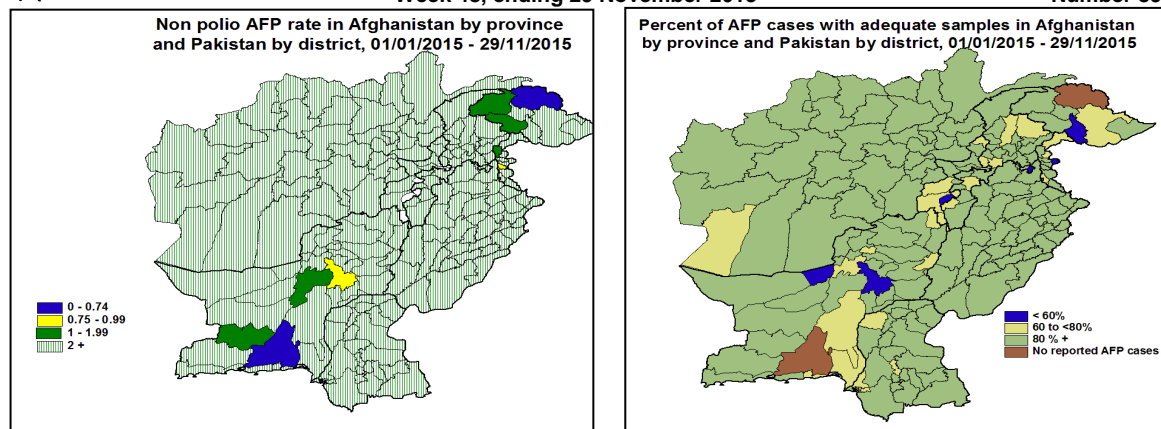 Non polio AFP rate in Afghanistan by province
and Pakistan by district, 01/01/2015 - 29/11/2015
0 - 0.74
0.75 - 0.99
1 - 1.99
2 +
Percent of AFP cases with adequate samples in Afghanistan
by province and Pakistan by district, 01/01/2015 - 29/11/2015
< 60%
60 to <80%
80 % +
No reported AFP cases